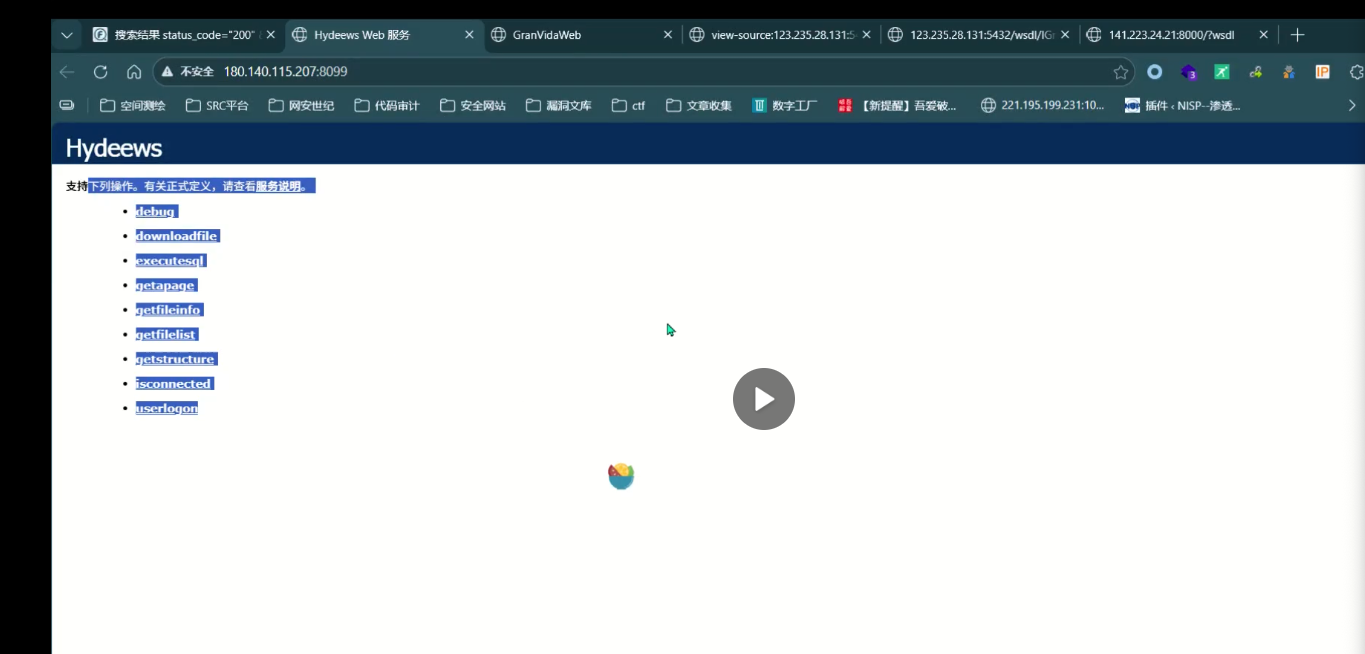 搜索结果 status_code="200"
Hydeews Web 服务
GranVidaWeb
view-source:123.235.28.131:5
123.235.28.131:5432/wsdl/IGr
141.223.24.21:8000/?wsdl
不安全 180.140.115.207:8099
空间测绘 SRC平台 网安世纪 代码审计 安全网站 漏洞文库 ctf 文章收集 数字工厂 【新提醒】吾爱破... 221.195.199.231:10... 插件 ‹ NISP--渗透...
Hydeews
支持下列操作。有关正式定义，请查看服务说明。
• debug
• downloadfile
• executesql
• getapage
• getfileinfo
• getfilelist
• getstructure
• isconnected
• userlogon